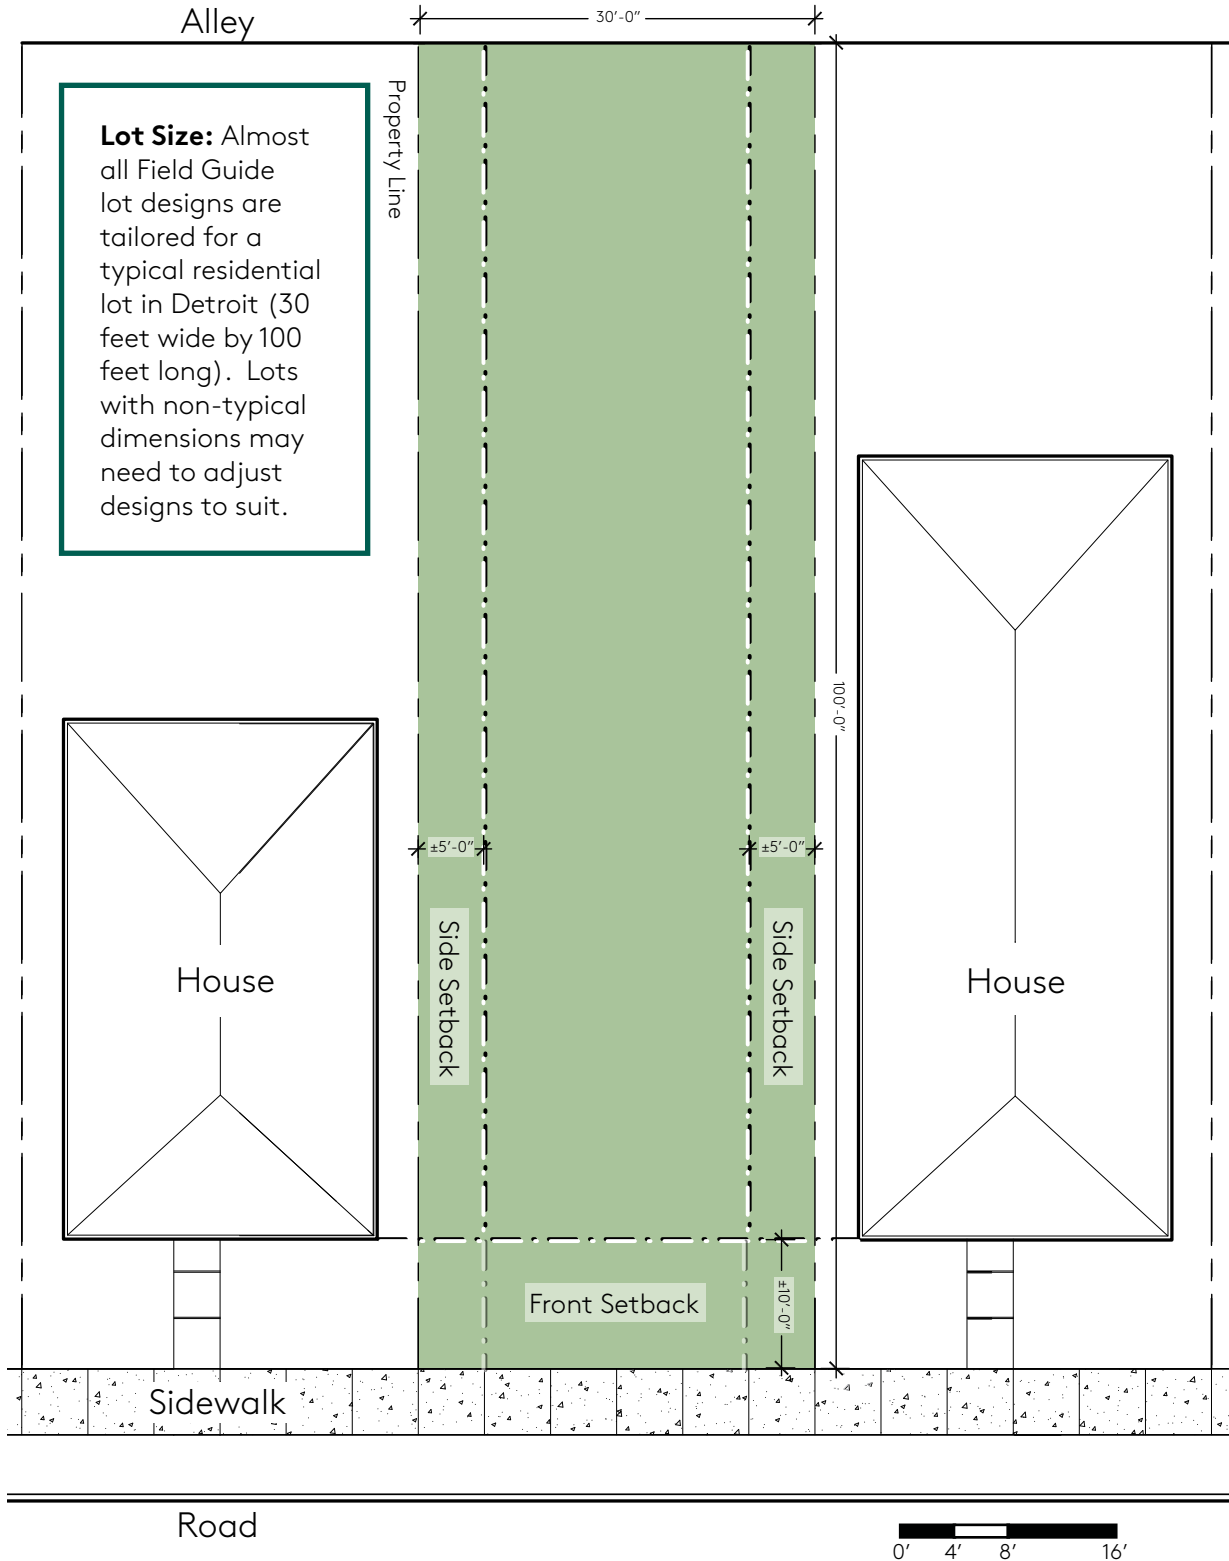 Alley
30'-0"
Property Line
Lot Size: Almost
all Field Guide
lot designs are
tailored for a
typical residential
lot in Detroit (30
feet wide by 100
feet long).  Lots
with non-typical
dimensions may
need to adjust
designs to suit.
100'-0"
±5'-0"
±5'-0"
Side Setback
Side Setback
House
House
Front Setback
±10'-0"
Sidewalk
Road
0' 4' 8' 16'